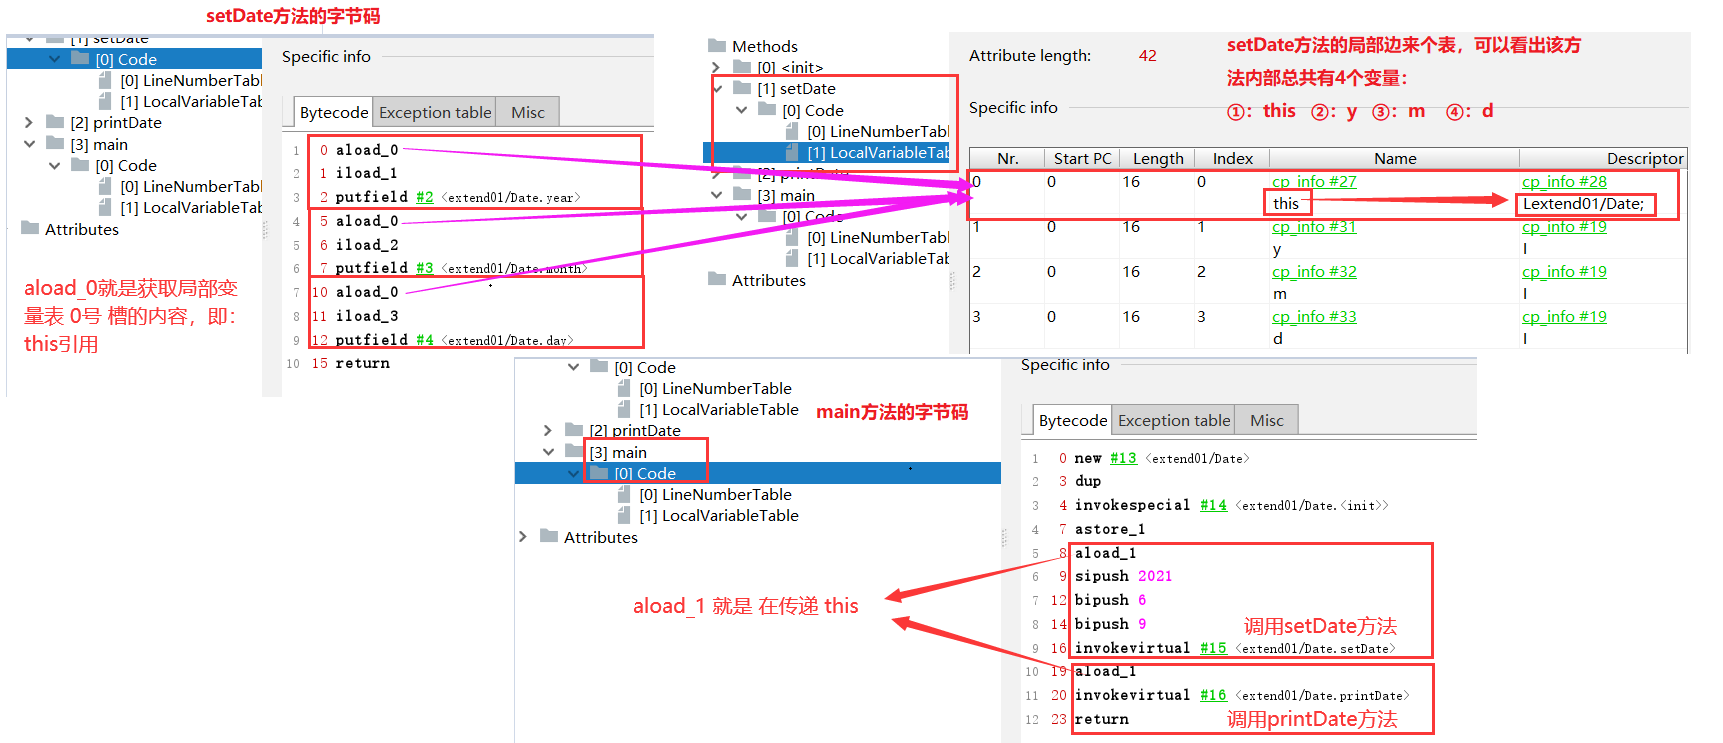 setDate方法的字节码
[1] setDate
[0] Code
[0] LineNumberTabl
[1] LocalVariableTab
[2] printDate
[3] main
[0] Code
[0] LineNumberTabl
[1] LocalVariableTab
Attributes
aload_0就是获取局部变
量表 0号 槽的内容，即：
this引用
Specific info
Bytecode Exception table Misc
1 0 aload_0
2 1 iload_1
3 2 putfield #2 <extend01/Date.year>
4 5 aload_0
5 6 iload_2
6 7 putfield #3 <extend01/Date.month>
7 10 aload_0
8 11 iload_3
9 12 putfield #4 <extend01/Date.day>
10 15 return
Methods
[0] <init>
[1] setDate
[0] Code
[0] LineNumberTabl
[1] LocalVariableTab
[2] printDate
[3] main
[0] Code
[0] LineNumberTabl
[1] LocalVariableTab
Attributes
Attribute length: 42
setDate方法的局部边来个表，可以看出该方
法内部总共有4个变量：
①：this ②：y ③：m ④：d
Specific info
Nr. Start PC Length Index Name Descriptor
0 0 16 0 cp_info #27 cp_info #28
this Lextend01/Date;
1 0 16 1 cp_info #31 cp_info #19
y I
2 0 16 2 cp_info #32 cp_info #19
m I
3 0 16 3 cp_info #33 cp_info #19
d I
[0] Code
[0] LineNumberTable
[1] LocalVariableTable
main方法的字节码
[2] printDate
[3] main
[0] Code
[0] LineNumberTable
[1] LocalVariableTable
Attributes
aload_1 就是 在传递 this
Specific info
Bytecode Exception table Misc
1 0 new #13 <extend01/Date>
2 3 dup
3 4 invokespecial #14 <extend01/Date.<init>>
4 7 astore_1
5 8 aload_1
6 9 sipush 2021
7 12 bipush 6
8 14 bipush 9
调用setDate方法
9 16 invokevirtual #15 <extend01/Date.setDate>
10 19 aload_1
11 20 invokevirtual #16 <extend01/Date.printDate>
12 23 return
调用printDate方法